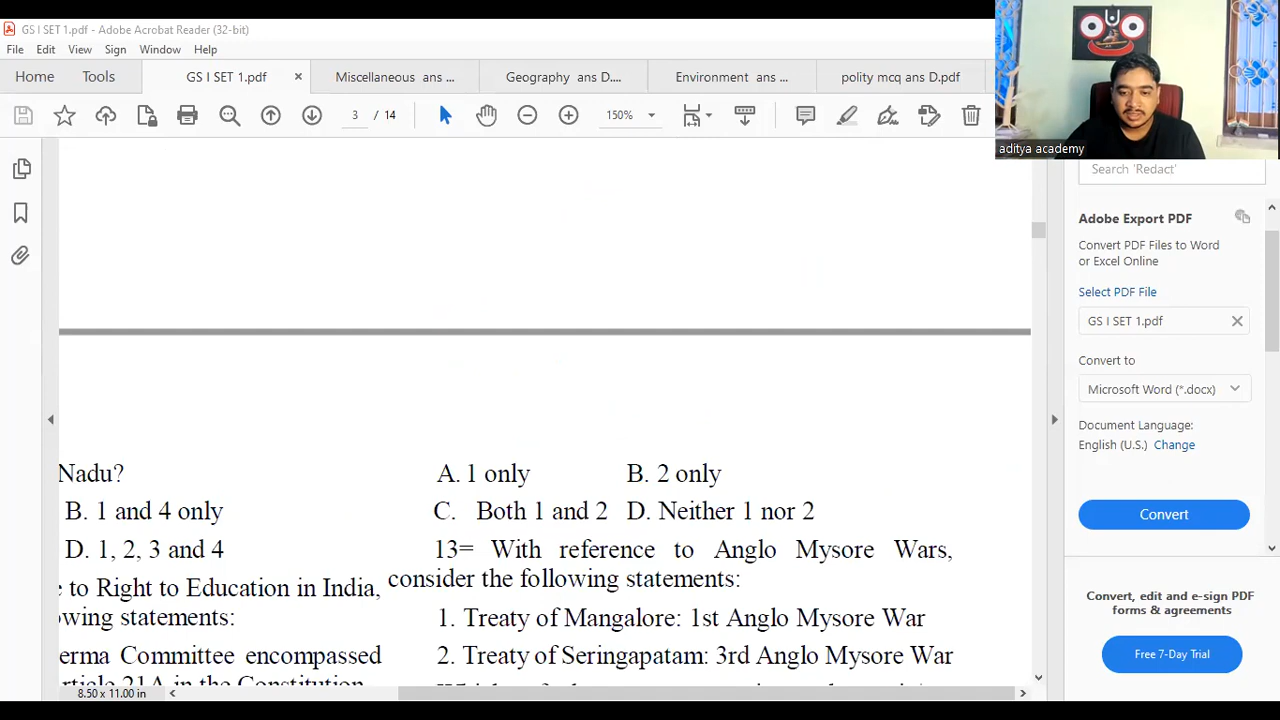 GS I SET 1.pdf - Adobe Acrobat Reader (32-bit)
File Edit View Sign Window Help
Home Tools GS I SET 1.pdf × Miscellaneous ans ... Geography ans D.... Environment ans ... polity mcq ans D.pdf
3 / 14 150%
aditya academy
Search 'Redact'
Adobe Export PDF
Convert PDF Files to Word
or Excel Online
Select PDF File
GS I SET 1.pdf
Convert to
Microsoft Word (*.docx)
Document Language:
English (U.S.) Change
Convert
Convert, edit and e-sign PDF
forms & agreements
Free 7-Day Trial
Nadu?
B. 1 and 4 only
D. 1, 2, 3 and 4
e to Right to Education in India,
owing statements:
erma Committee encompassed
rticle 21A in the Constitution
A. 1 only B. 2 only
C. Both 1 and 2 D. Neither 1 nor 2
13= With reference to Anglo Mysore Wars,
consider the following statements:
1. Treaty of Mangalore: 1st Anglo Mysore War
2. Treaty of Seringapatam: 3rd Anglo Mysore War
8.50 x 11.00 in